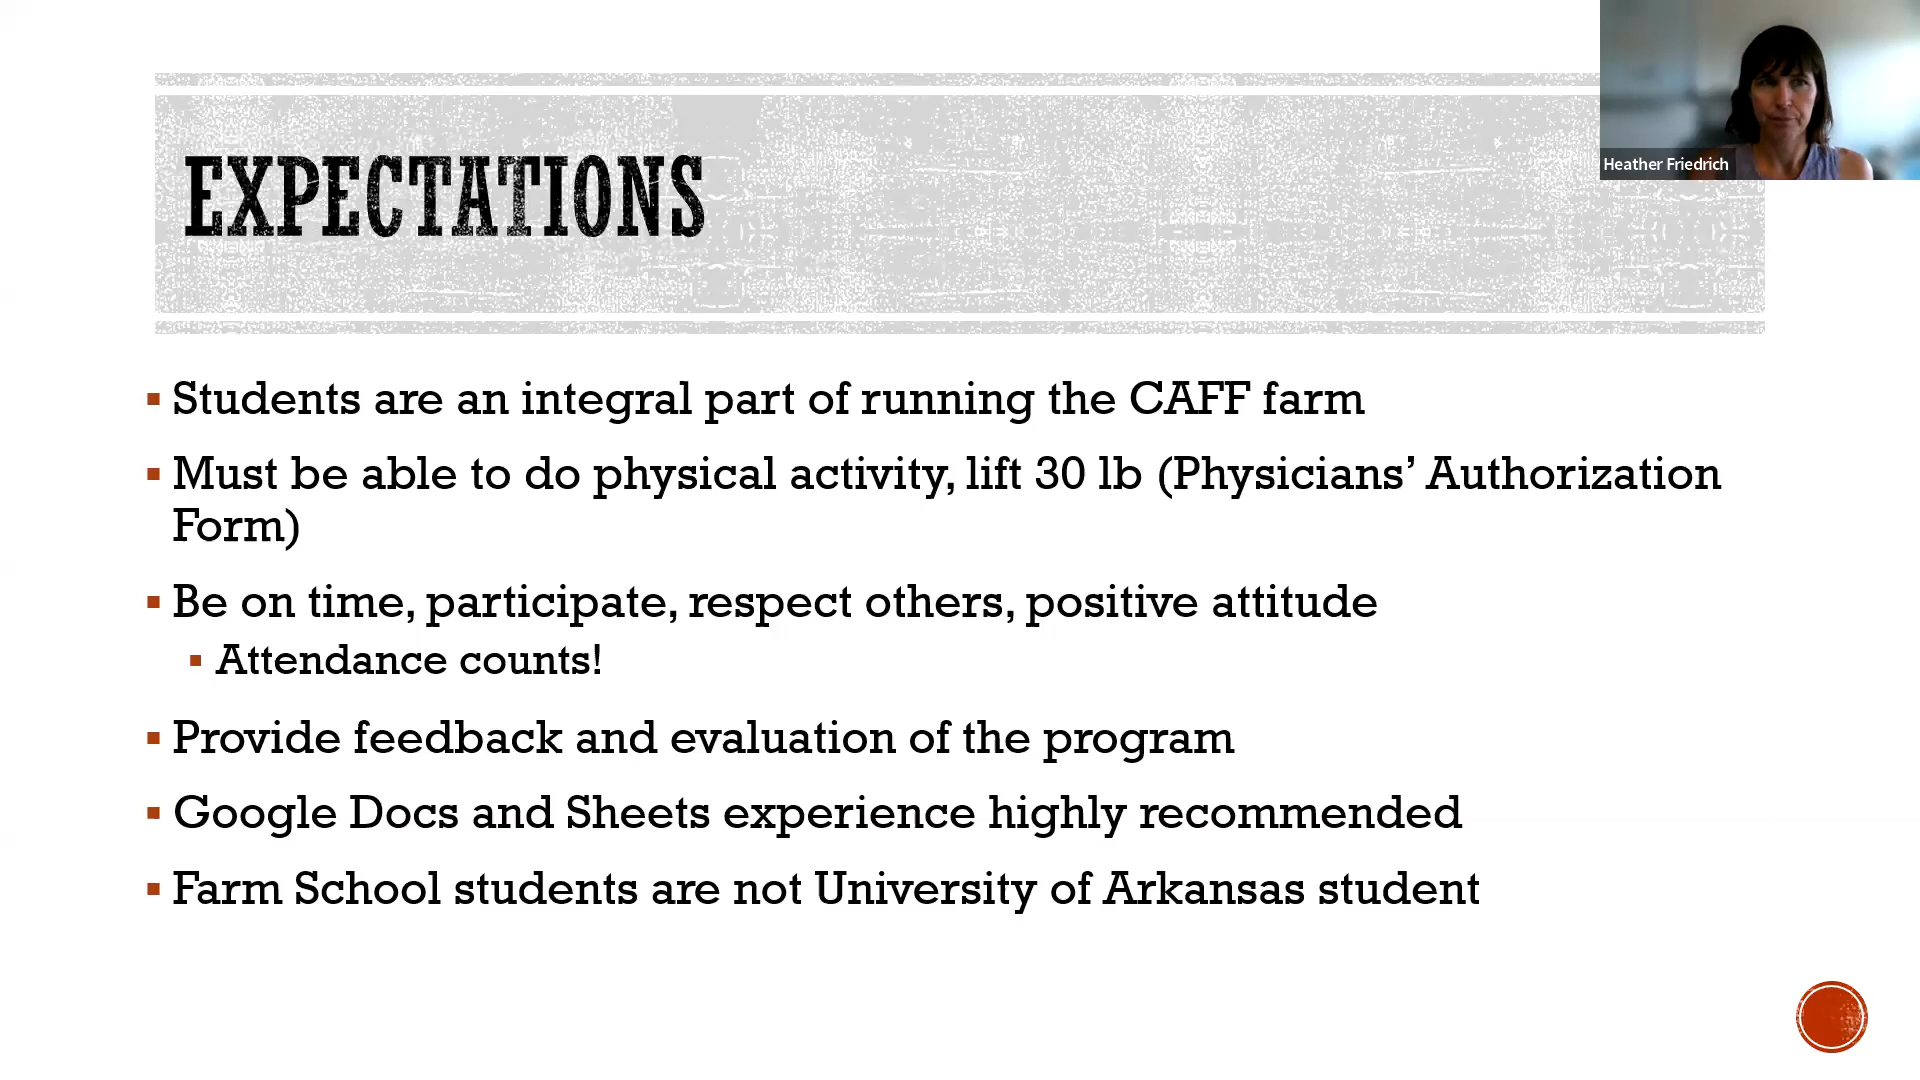 Heather Friedrich
EXPECTATIONS
Students are an integral part of running the CAFF farm
Must be able to do physical activity, lift 30 lb (Physicians’ Authorization
Form)
Be on time, participate, respect others, positive attitude
Attendance counts!
Provide feedback and evaluation of the program
Google Docs and Sheets experience highly recommended
Farm School students are not University of Arkansas student